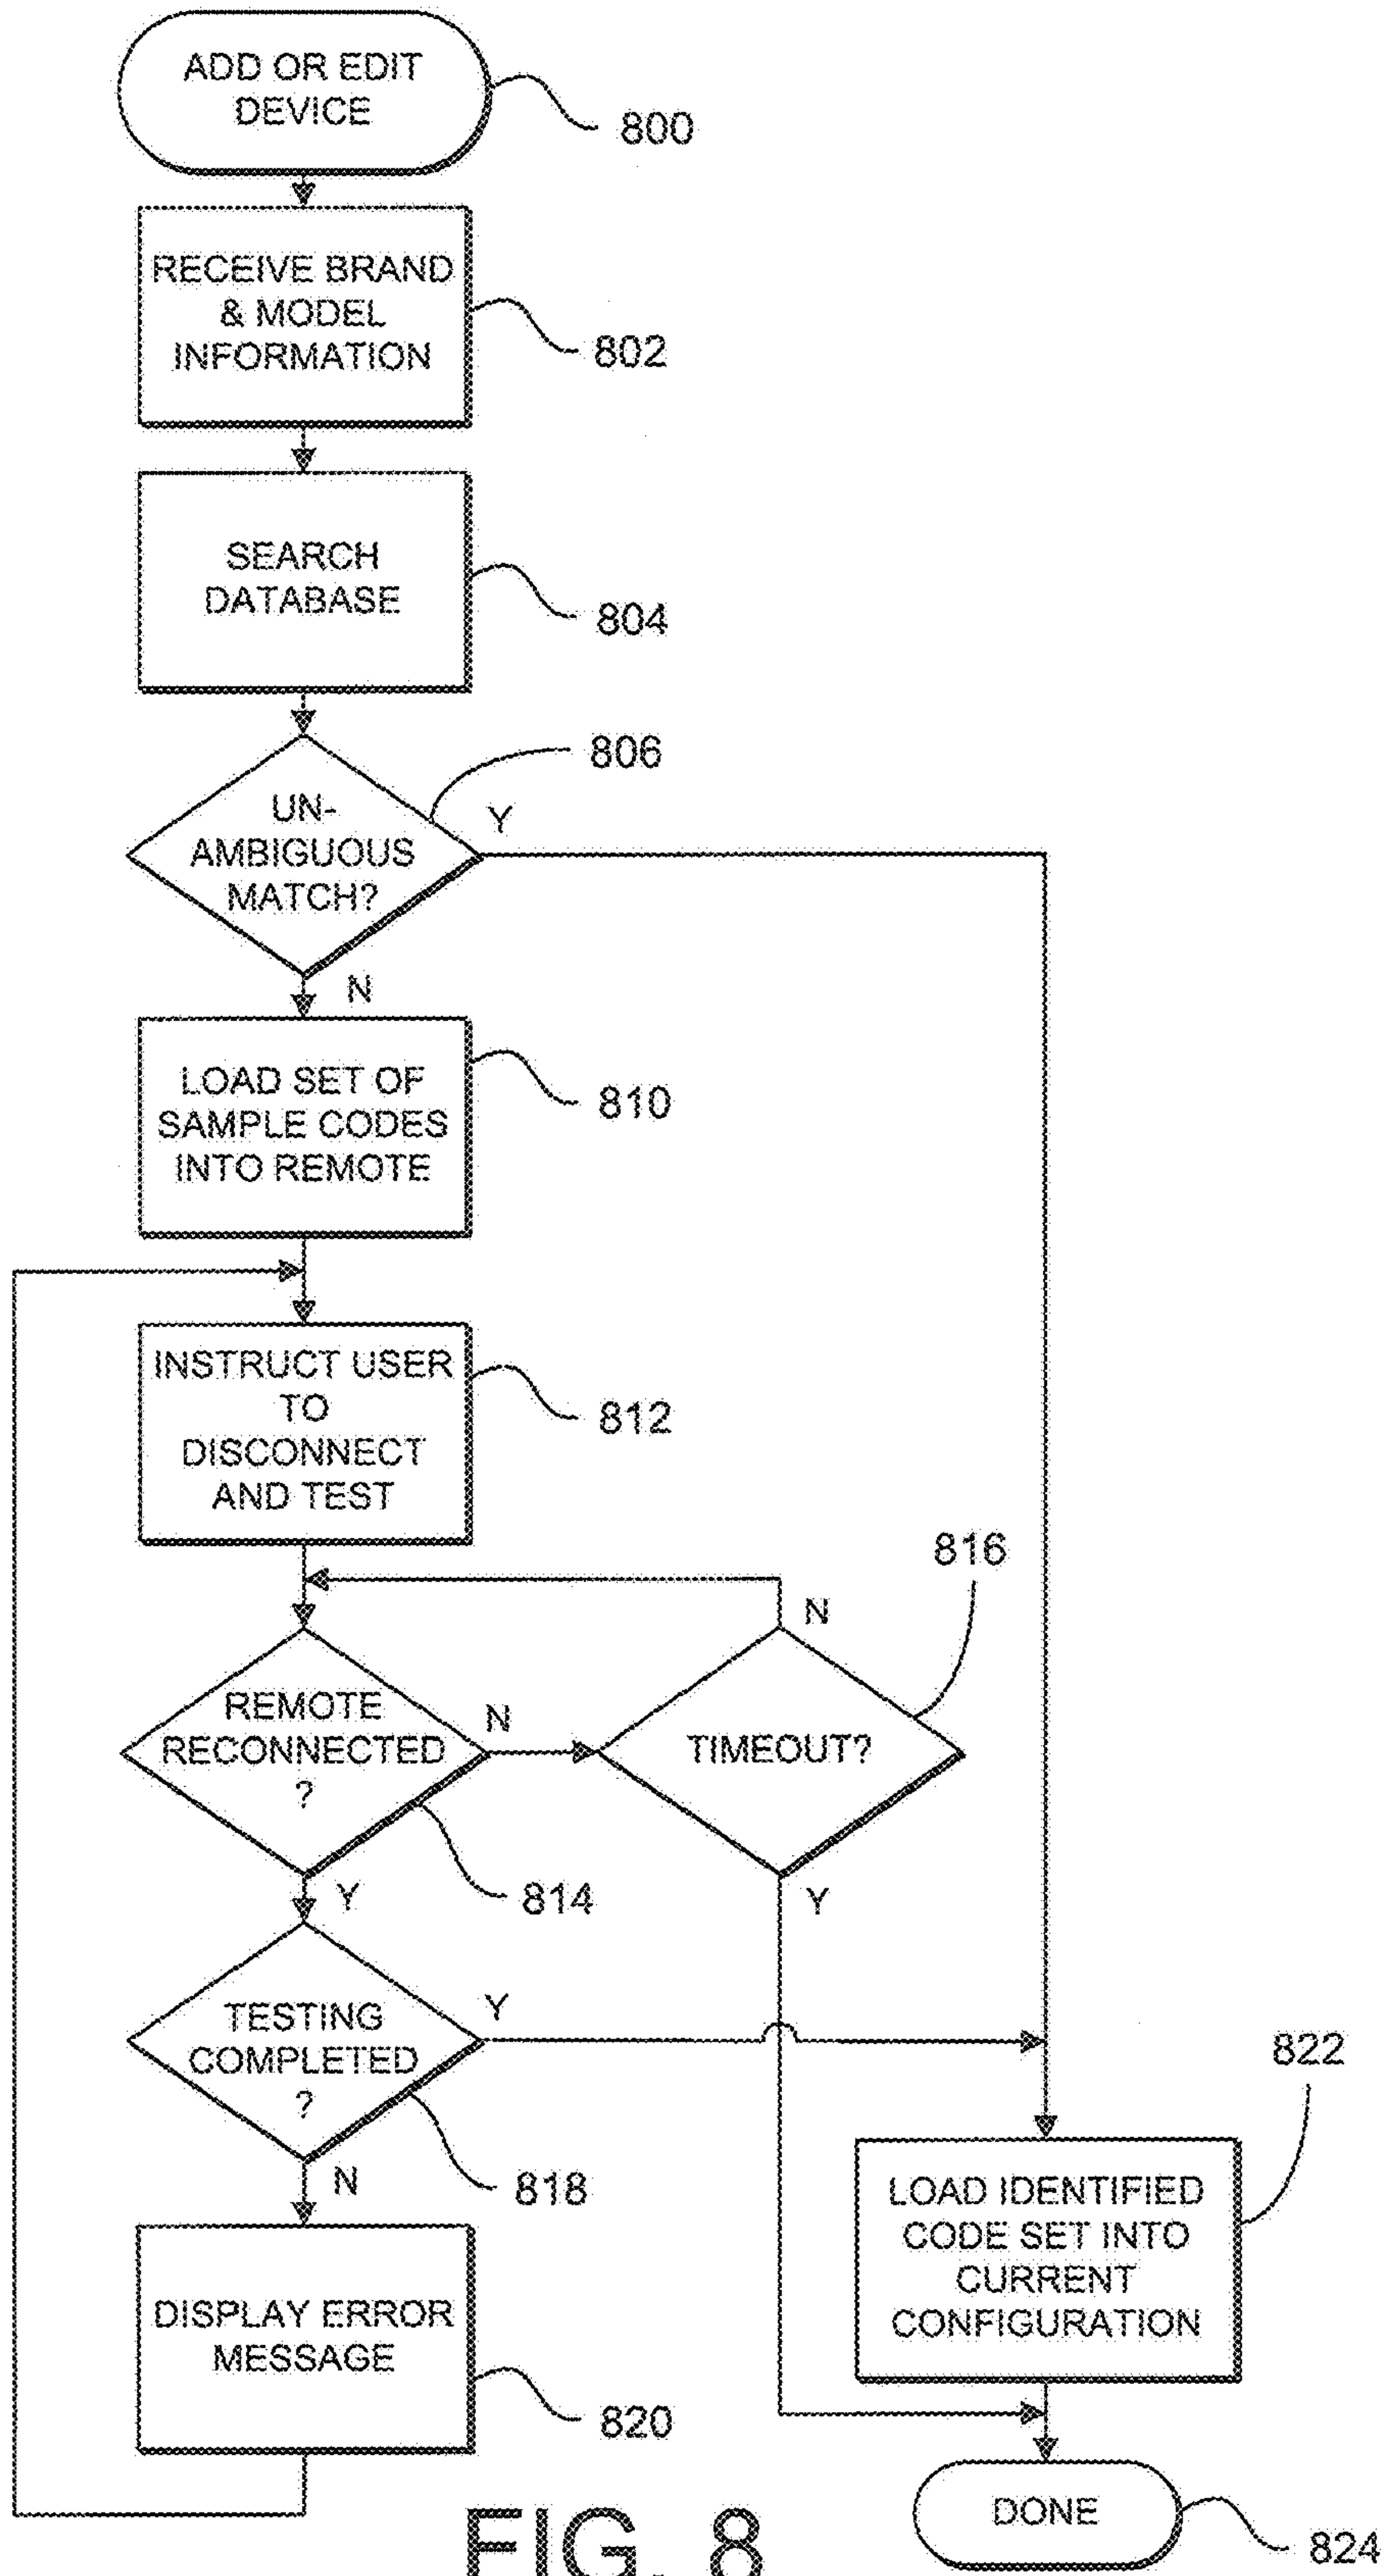 ADD OR EDIT
DEVICE
800
RECEIVE BRAND
& MODEL
INFORMATION
802
SEARCH
DATABASE
804
806
UN-
AMBIGUOUS
MATCH?
Y
N
LOAD SET OF
SAMPLE CODES
INTO REMOTE
810
INSTRUCT USER
TO
DISCONNECT
AND TEST
812
816
N
REMOTE
RECONNECTED
?
N
TIMEOUT?
Y
814
Y
TESTING
COMPLETED
?
Y
822
N
818
LOAD IDENTIFIED
CODE SET INTO
CURRENT
CONFIGURATION
DISPLAY ERROR
MESSAGE
820
DONE
824
FIG. 8